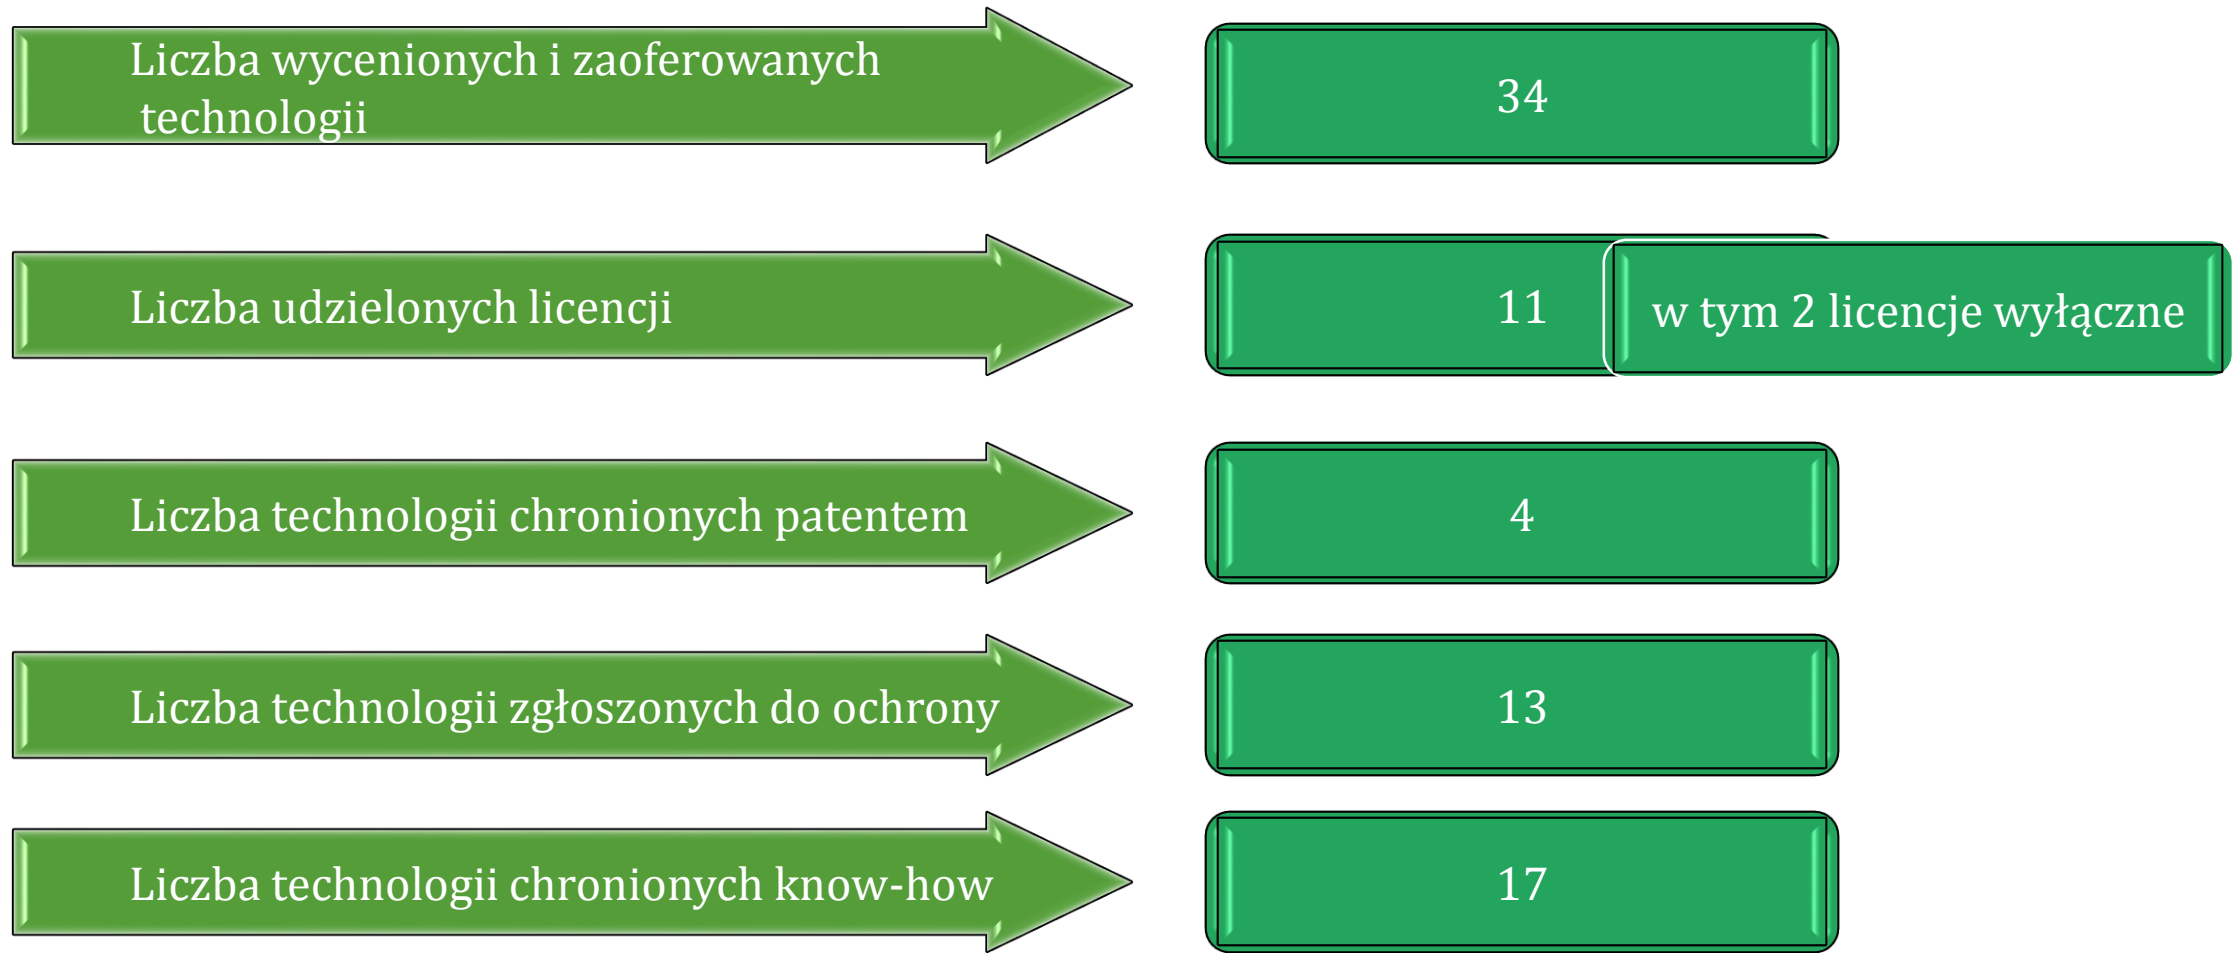 Liczba wycenionych i zaoferowanych
technologii
34
Liczba udzielonych licencji
11
w tym 2 licencje wyłączne
Liczba technologii chronionych patentem
4
Liczba technologii zgłoszonych do ochrony
13
Liczba technologii chronionych know-how
17